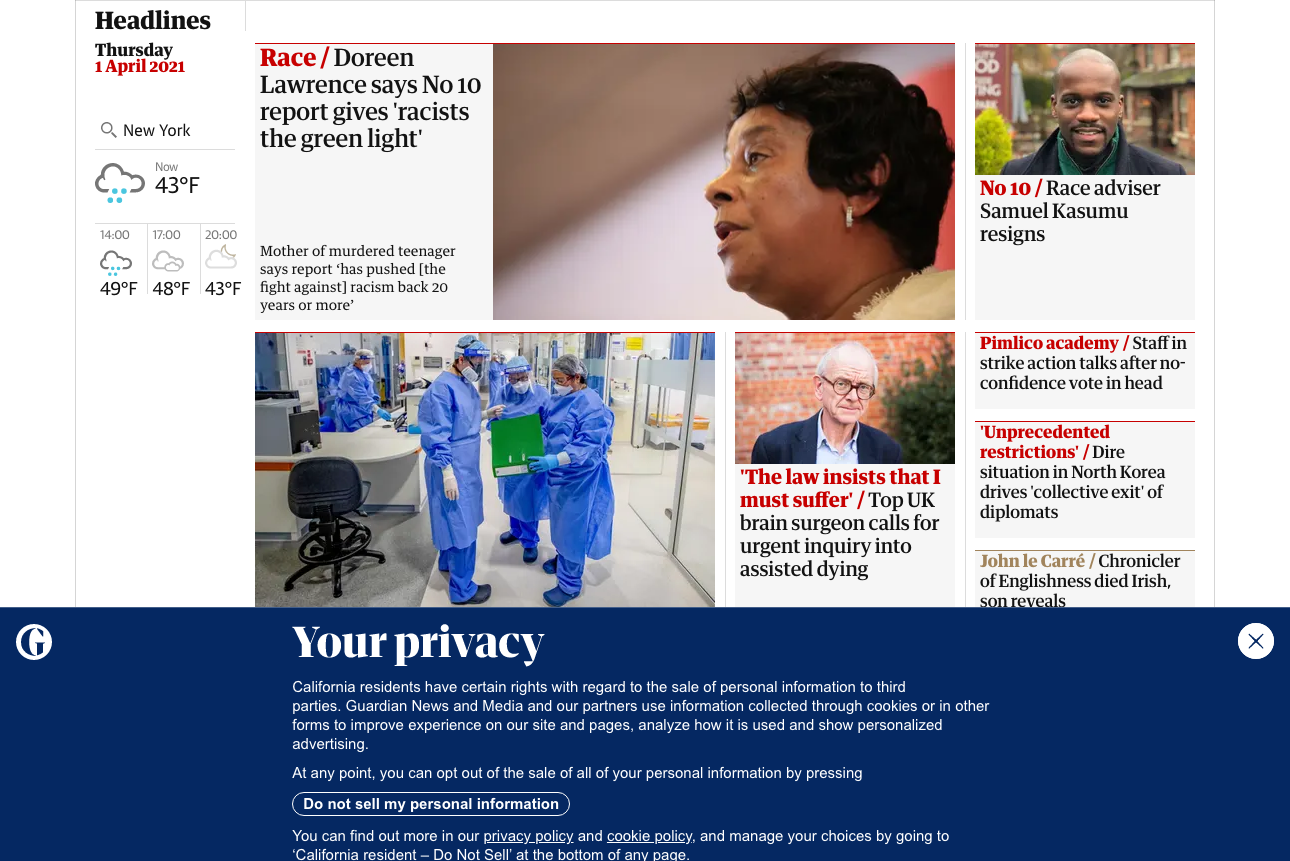 Headlines
Thursday
1 April 2021
New York
Now
43°F
14:00
17:00
20:00
49°F
48°F
43°F
Race / Doreen
Lawrence says No 10
report gives 'racists
the green light'
Mother of murdered teenager
says report ‘has pushed [the
fight against] racism back 20
years or more’
No 10 / Race adviser
Samuel Kasumu
resigns
'The law insists that I
must suffer' / Top UK
brain surgeon calls for
urgent inquiry into
assisted dying
Pimlico academy / Staff in
strike action talks after no-
confidence vote in head
'Unprecedented
restrictions' / Dire
situation in North Korea
drives 'collective exit' of
diplomats
John le Carré / Chronicler
of Englishness died Irish,
son reveals
G
Your privacy
California residents have certain rights with regard to the sale of personal information to third
parties. Guardian News and Media and our partners use information collected through cookies or in other
forms to improve experience on our site and pages, analyze how it is used and show personalized
advertising.
At any point, you can opt out of the sale of all of your personal information by pressing
Do not sell my personal information
You can find out more in our privacy policy and cookie policy, and manage your choices by going to
‘California resident – Do Not Sell’ at the bottom of any page.